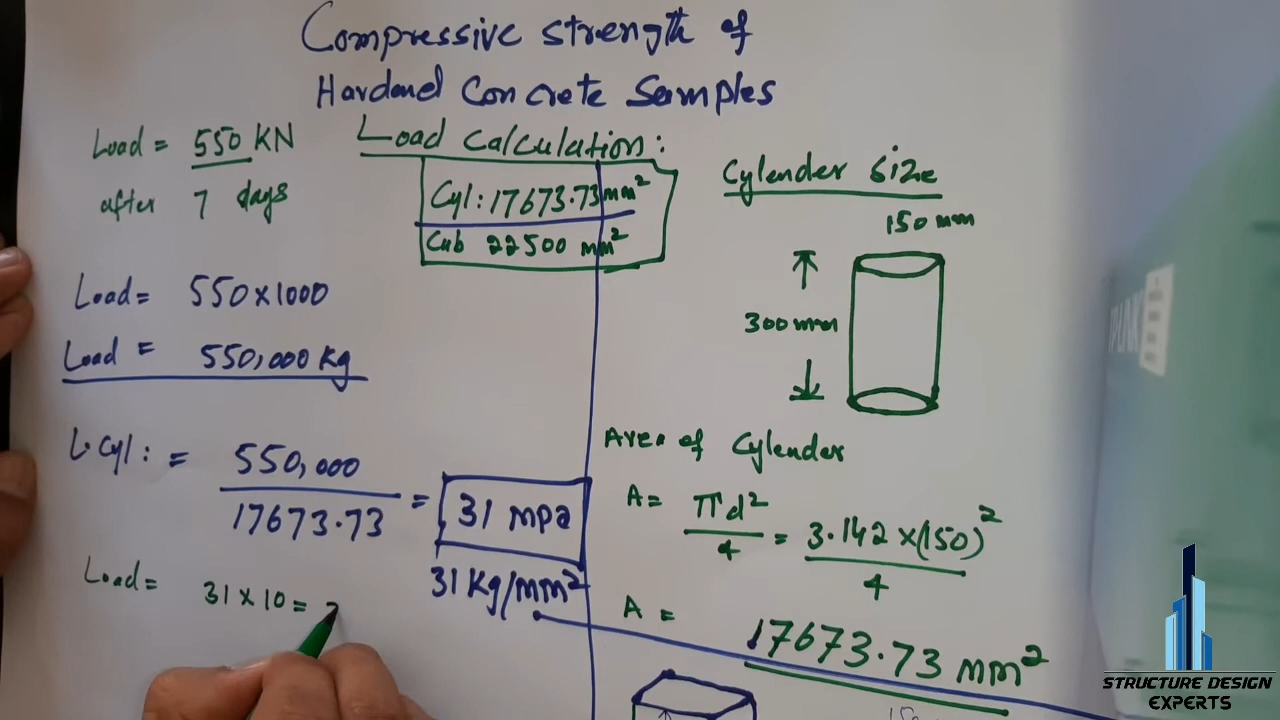 Compressive strength of
Hardend Concrete Samples
Load = 550 KN
after 7 days
Load Calculation:
Cyl: 17673.73 mm²
Cub 22500 mm²
Load = 550×1000
Load = 550,000 Kg
L.Cyl: = 550,000 / 17673.73 = 31 mpa
31 Kg/mm²
Load = 31 × 10 =
Cylender Size
150 mm
300 mm
Area of Cylender
A = πd²/4 = 3.142 × (150)²/4
A = 17673.73 mm²
STRUCTURE DESIGN
EXPERTS